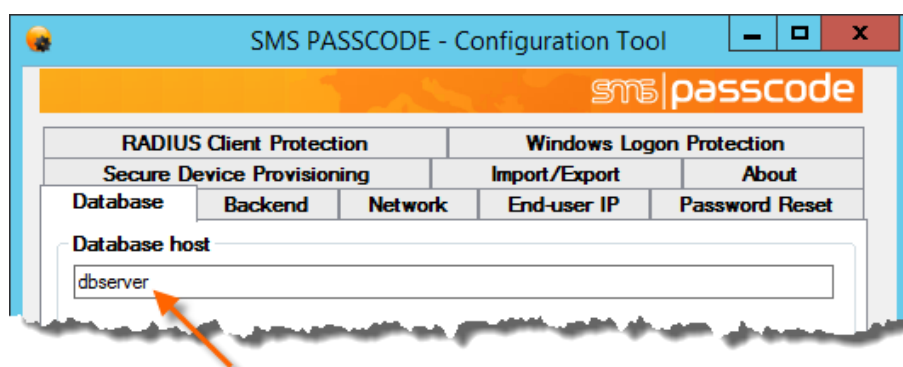 SMS PASSCODE - Configuration Tool
sms|passcode
RADIUS Client Protection Windows Logon Protection
Secure Device Provisioning Import/Export About
Database Backend Network End-user IP Password Reset
Database host
dbserver